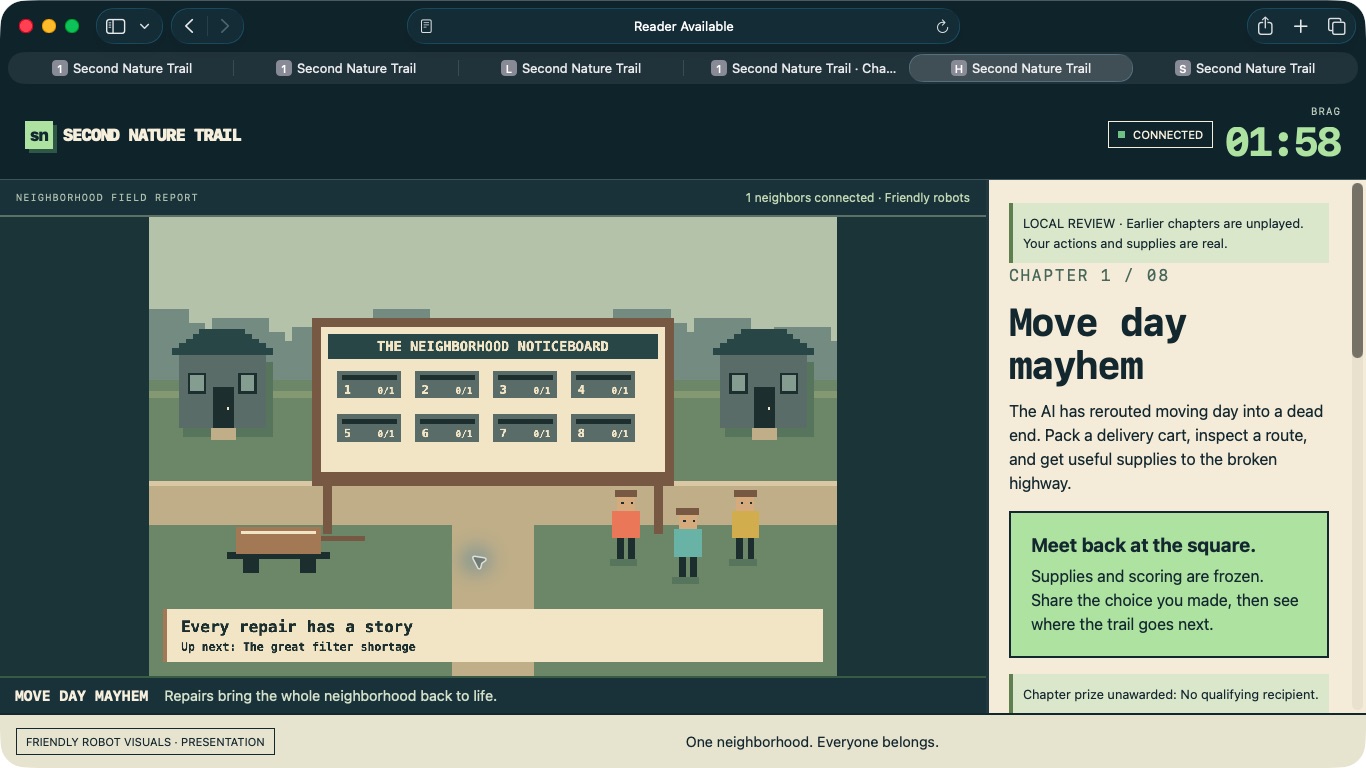 Reader Available
1 Second Nature Trail
1 Second Nature Trail
L Second Nature Trail
1 Second Nature Trail · Cha...
H Second Nature Trail
S Second Nature Trail
sn SECOND NATURE TRAIL
CONNECTED
BRAG
01:58
NEIGHBORHOOD FIELD REPORT
1 neighbors connected · Friendly robots
THE NEIGHBORHOOD NOTICEBOARD
1 0/1
2 0/1
3 0/1
4 0/1
5 0/1
6 0/1
7 0/1
8 0/1
Every repair has a story
Up next: The great filter shortage
MOVE DAY MAYHEM Repairs bring the whole neighborhood back to life.
LOCAL REVIEW · Earlier chapters are unplayed.
Your actions and supplies are real.
CHAPTER 1 / 08
Move day
mayhem
The AI has rerouted moving day into a dead
end. Pack a delivery cart, inspect a route,
and get useful supplies to the broken
highway.
Meet back at the square.
Supplies and scoring are frozen.
Share the choice you made, then see
where the trail goes next.
Chapter prize unawarded: No qualifying recipient.
FRIENDLY ROBOT VISUALS · PRESENTATION
One neighborhood. Everyone belongs.